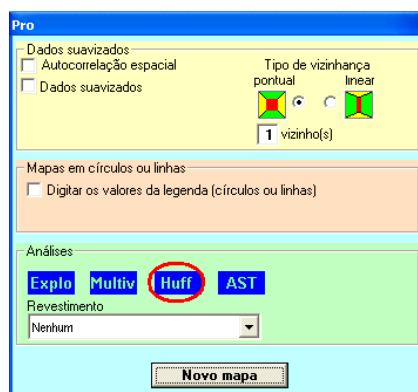 Pro
Dados suavizados
Autocorrelação espacial
Dados suavizados
Tipo de vizinhança
pontual linear
1 vizinho(s)
Mapas em círculos ou linhas
Digitar os valores da legenda (círculos ou linhas)
Análises
Explo Multiv Huff AST
Revestimento
Nenhum
Novo mapa